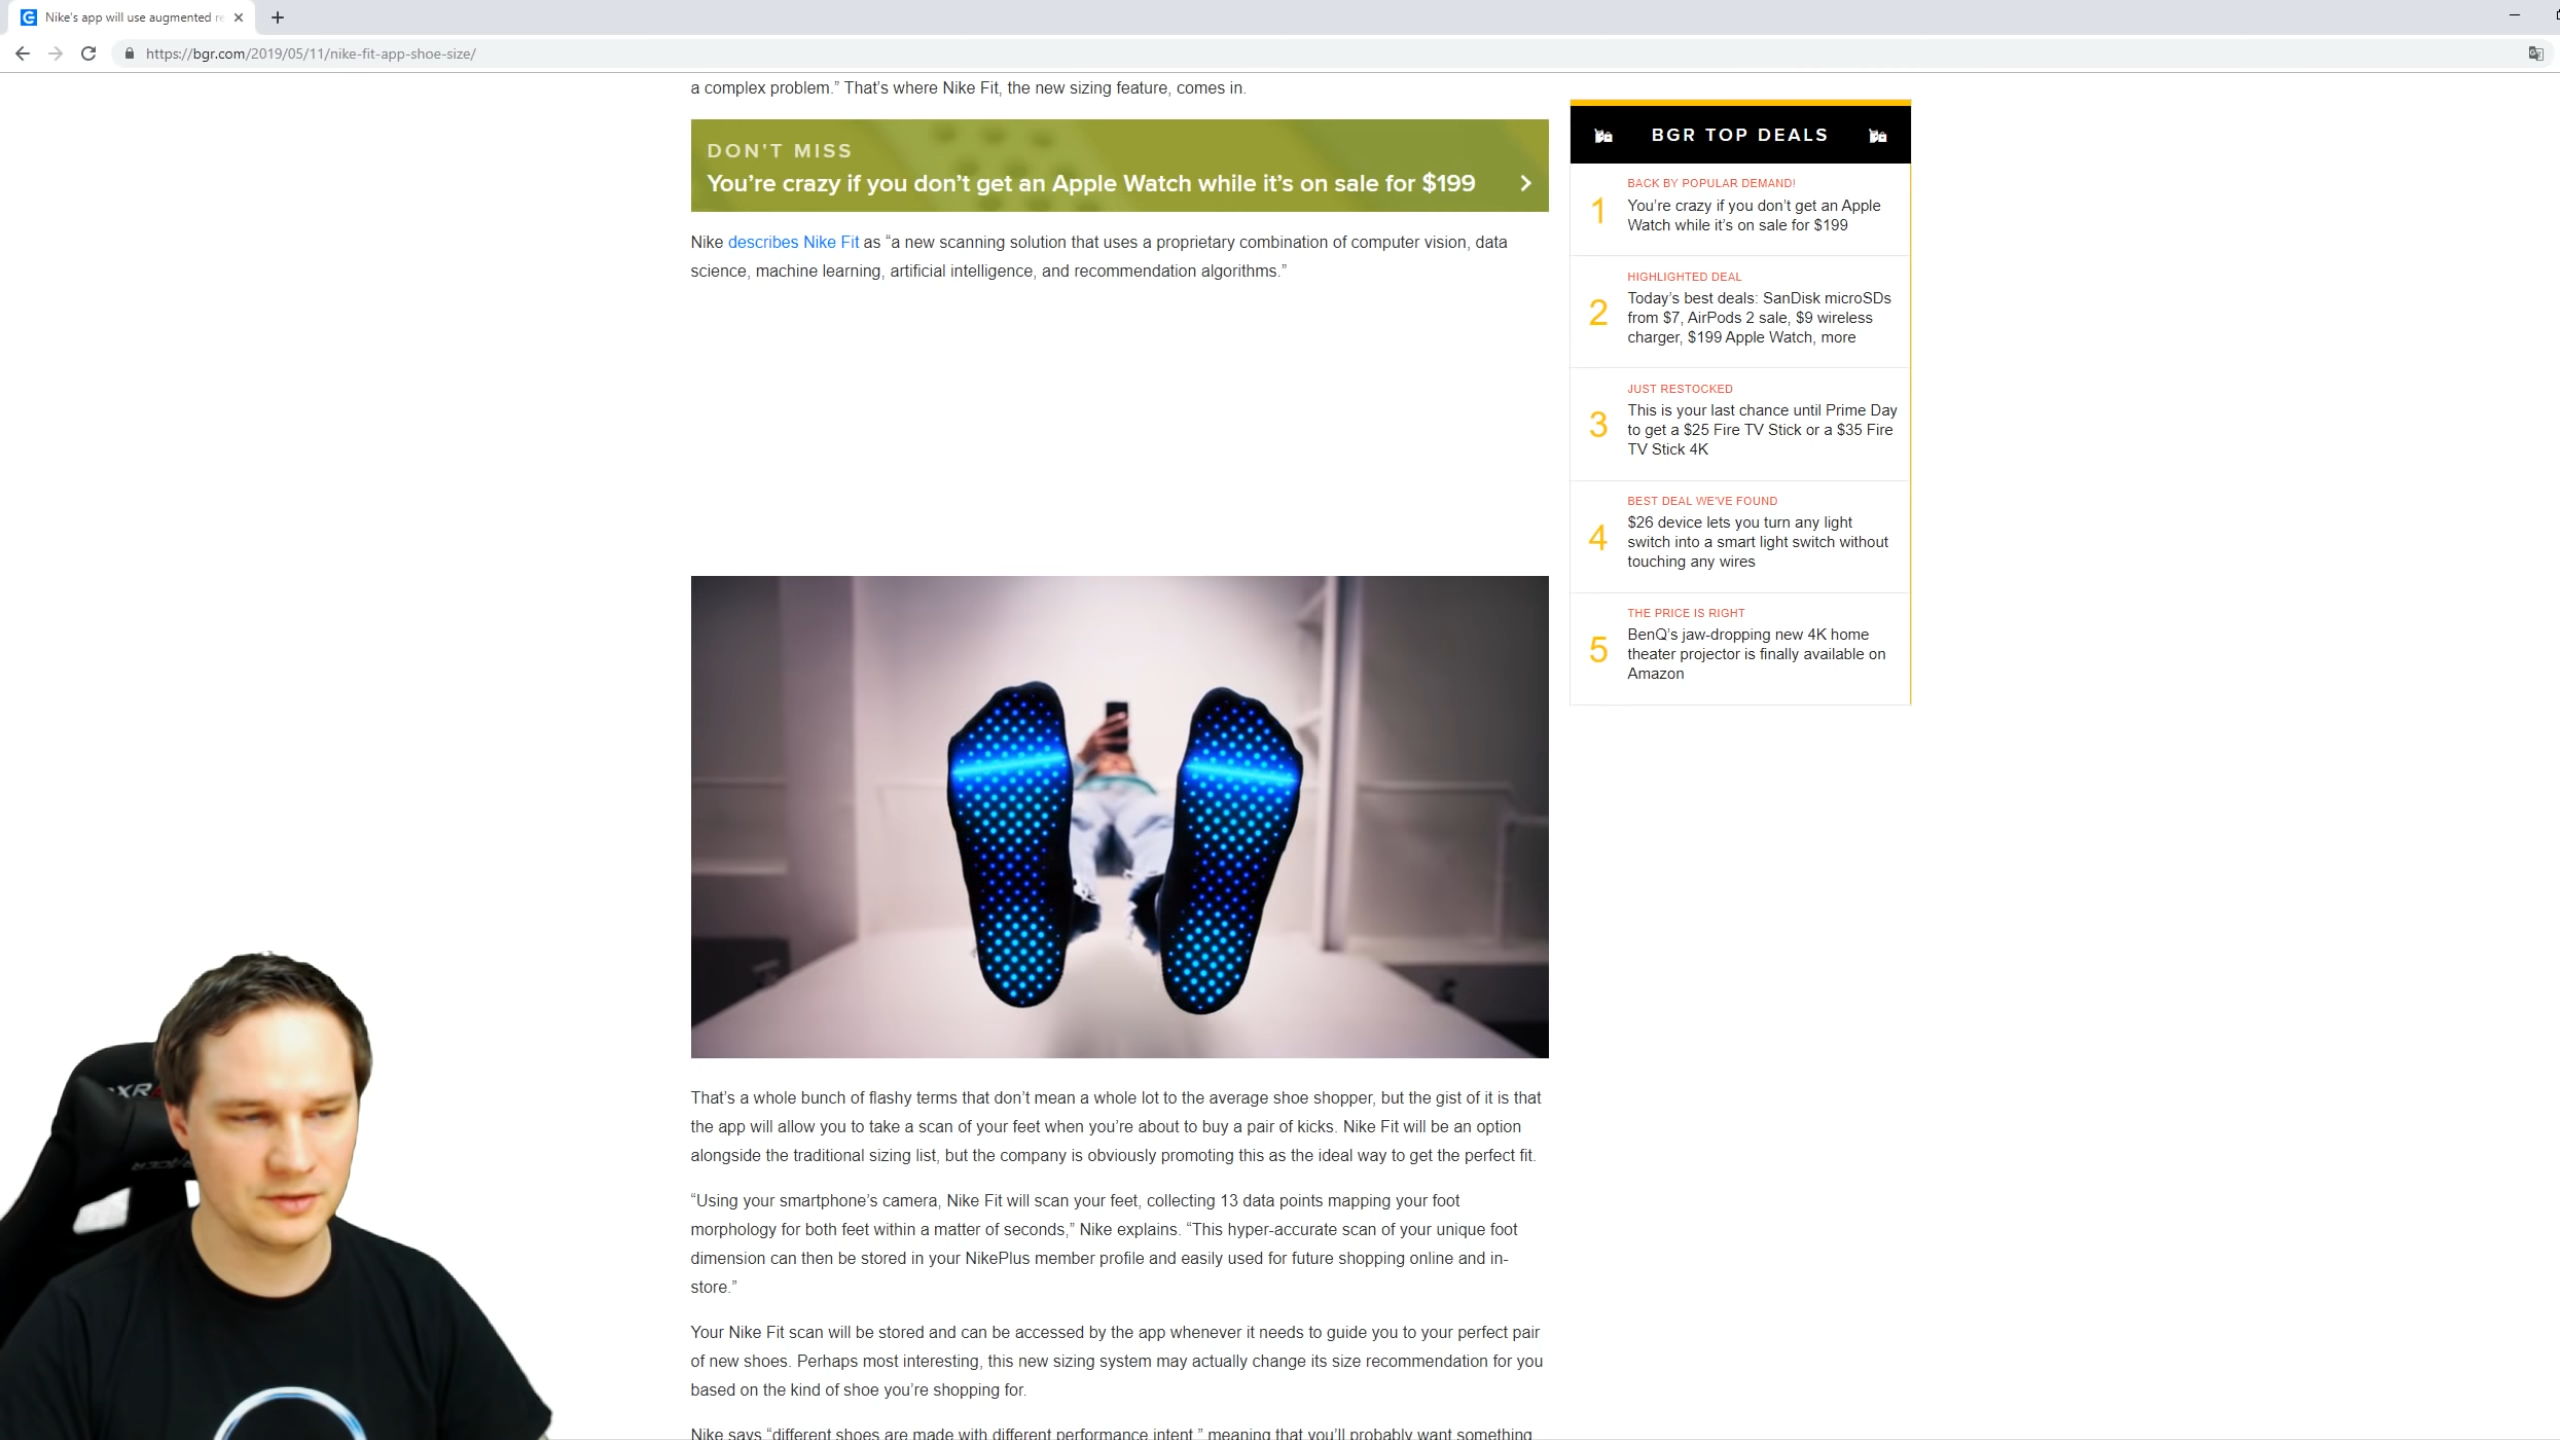 Nike's app will use augmented re
https://bgr.com/2019/05/11/nike-fit-app-shoe-size/
a complex problem.” That’s where Nike Fit, the new sizing feature, comes in.
DON'T MISS
You’re crazy if you don’t get an Apple Watch while it’s on sale for $199
Nike describes Nike Fit as “a new scanning solution that uses a proprietary combination of computer vision, data
science, machine learning, artificial intelligence, and recommendation algorithms.”
That’s a whole bunch of flashy terms that don’t mean a whole lot to the average shoe shopper, but the gist of it is that
the app will allow you to take a scan of your feet when you’re about to buy a pair of kicks. Nike Fit will be an option
alongside the traditional sizing list, but the company is obviously promoting this as the ideal way to get the perfect fit.
“Using your smartphone’s camera, Nike Fit will scan your feet, collecting 13 data points mapping your foot
morphology for both feet within a matter of seconds,” Nike explains. “This hyper-accurate scan of your unique foot
dimension can then be stored in your NikePlus member profile and easily used for future shopping online and in-
store.”
Your Nike Fit scan will be stored and can be accessed by the app whenever it needs to guide you to your perfect pair
of new shoes. Perhaps most interesting, this new sizing system may actually change its size recommendation for you
based on the kind of shoe you’re shopping for.
Nike says “different shoes are made with different performance intent,” meaning that you’ll probably want something
BGR TOP DEALS
1
BACK BY POPULAR DEMAND!
You’re crazy if you don’t get an Apple
Watch while it’s on sale for $199
2
HIGHLIGHTED DEAL
Today’s best deals: SanDisk microSDs
from $7, AirPods 2 sale, $9 wireless
charger, $199 Apple Watch, more
3
JUST RESTOCKED
This is your last chance until Prime Day
to get a $25 Fire TV Stick or a $35 Fire
TV Stick 4K
4
BEST DEAL WE'VE FOUND
$26 device lets you turn any light
switch into a smart light switch without
touching any wires
5
THE PRICE IS RIGHT
BenQ’s jaw-dropping new 4K home
theater projector is finally available on
Amazon